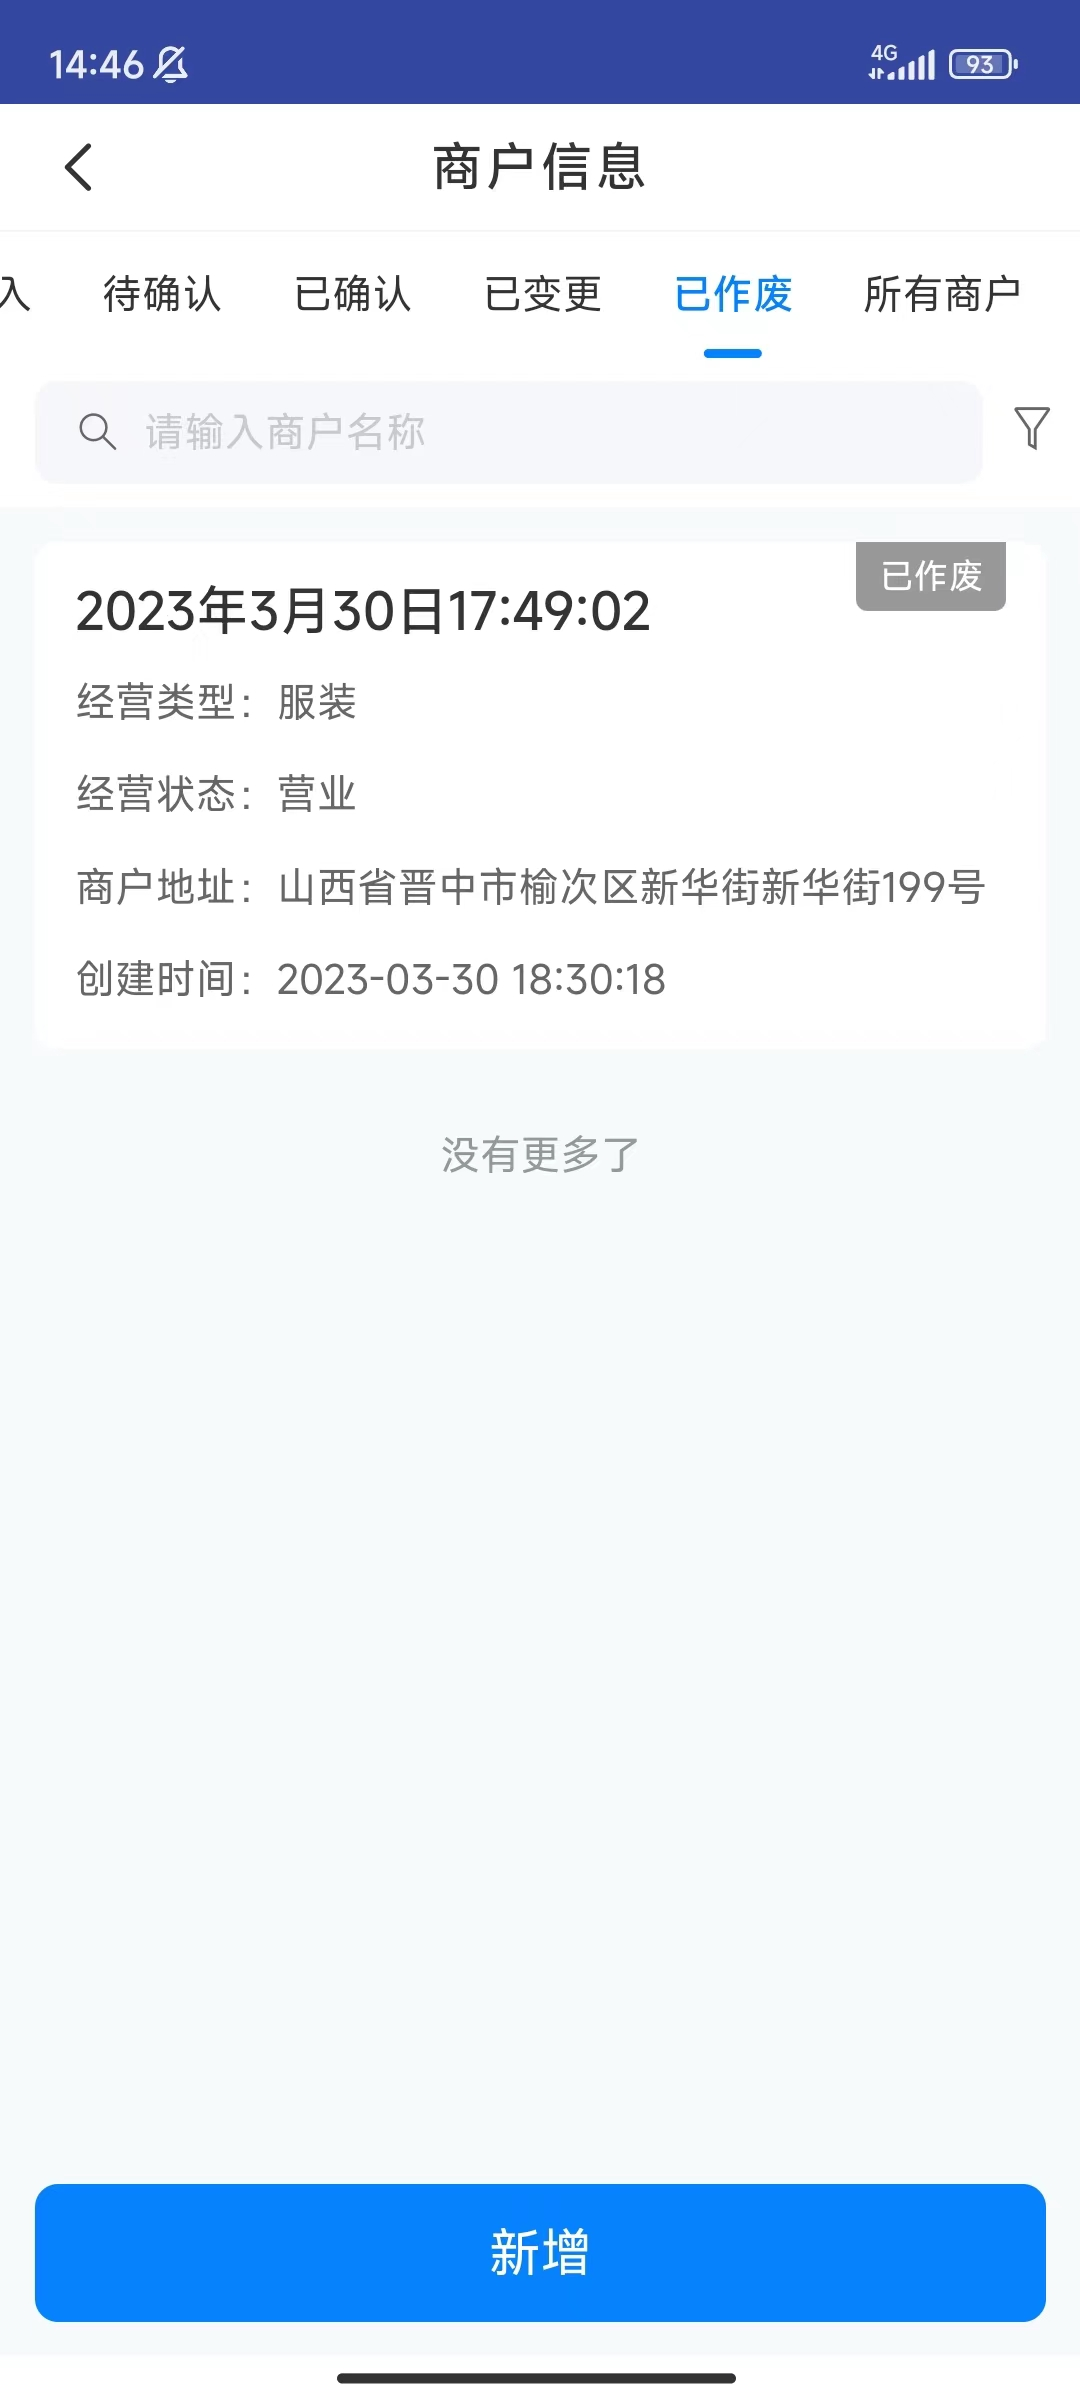 14:46
4G
93
商户信息
入 待确认 已确认 已变更 已作废 所有商户
请输入商户名称
已作废
2023年3月30日17:49:02
经营类型：服装
经营状态：营业
商户地址：山西省晋中市榆次区新华街新华街199号
创建时间：2023-03-30 18:30:18
没有更多了
新增